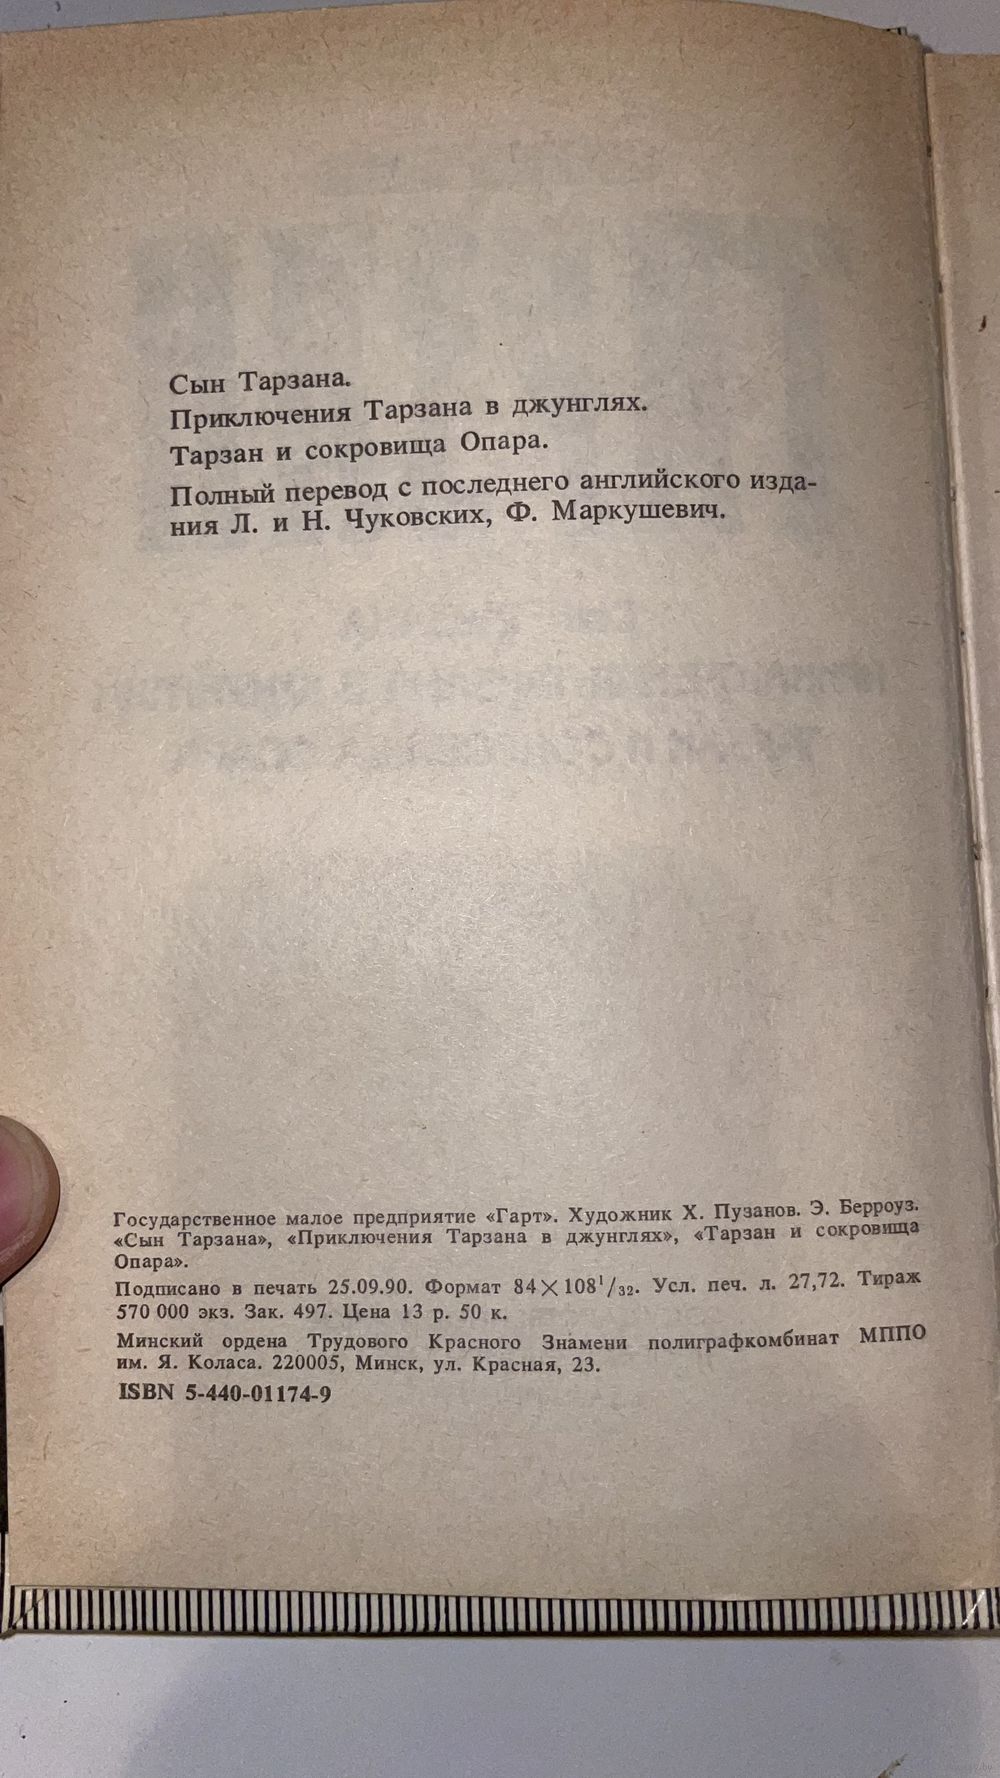 Сын Тарзана.
Приключения Тарзана в джунглях.
Тарзан и сокровища Опара.
Полный перевод с последнего английского изда-
ния Л. и Н. Чуковских, Ф. Маркушевич.
Государственное малое предприятие «Гарт». Художник Х. Пузанов. Э. Берроуз.
«Сын Тарзана», «Приключения Тарзана в джунглях», «Тарзан и сокровища
Опара».
Подписано в печать 25.09.90. Формат 84×108¹/₃₂. Усл. печ. л. 27,72. Тираж
570 000 экз. Зак. 497. Цена 13 р. 50 к.
Минский ордена Трудового Красного Знамени полиграфкомбинат МППО
им. Я. Коласа. 220005, Минск, ул. Красная, 23.
ISBN 5-440-01174-9